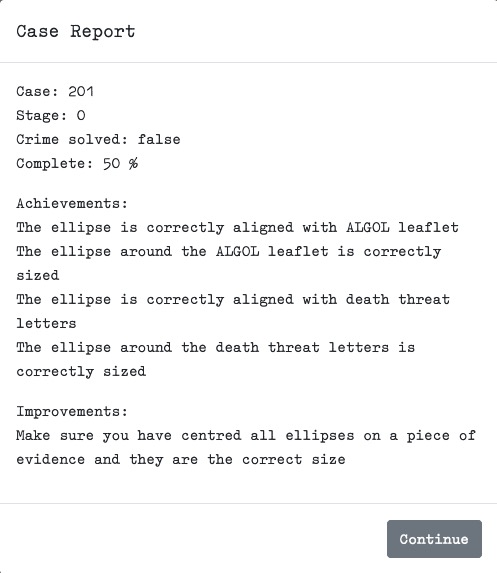 Case Report
Case: 201
Stage: 0
Crime solved: false
Complete: 50 %
Achievements:
The ellipse is correctly aligned with ALGOL leaflet
The ellipse around the ALGOL leaflet is correctly
sized
The ellipse is correctly aligned with death threat
letters
The ellipse around the death threat letters is
correctly sized
Improvements:
Make sure you have centred all ellipses on a piece of
evidence and they are the correct size
Continue